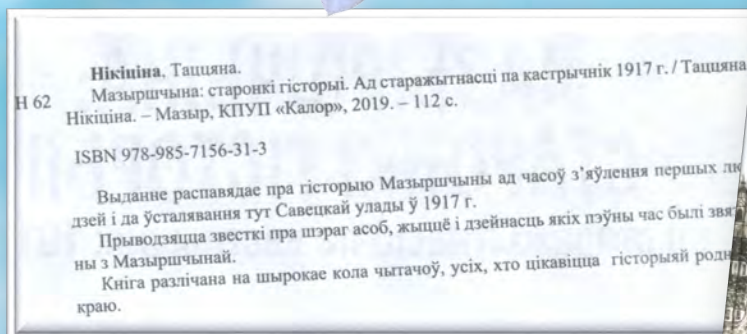 Нікіціна, Таццяна.
Н 62 Мазыршчына: старонкі гісторыі. Ад старажытнасці па кастрычнік 1917 г. / Таццяна
Нікіціна. – Мазыр, КПУП «Калор», 2019. – 112 с.
ISBN 978-985-7156-31-3
Выданне распавядае пра гісторыю Мазыршчыны ад часоў з'яўлення першых лю
дзей і да ўсталявання тут Савецкай улады ў 1917 г.
Прыводзяцца звесткі пра шэраг асоб, жыццё і дзейнасць якіх пэўны час былі
ны з Мазыршчынай.
Кніга разлічана на шырокае кола чытачоў, усіх, хто цікавіцца гісторыяй
краю.